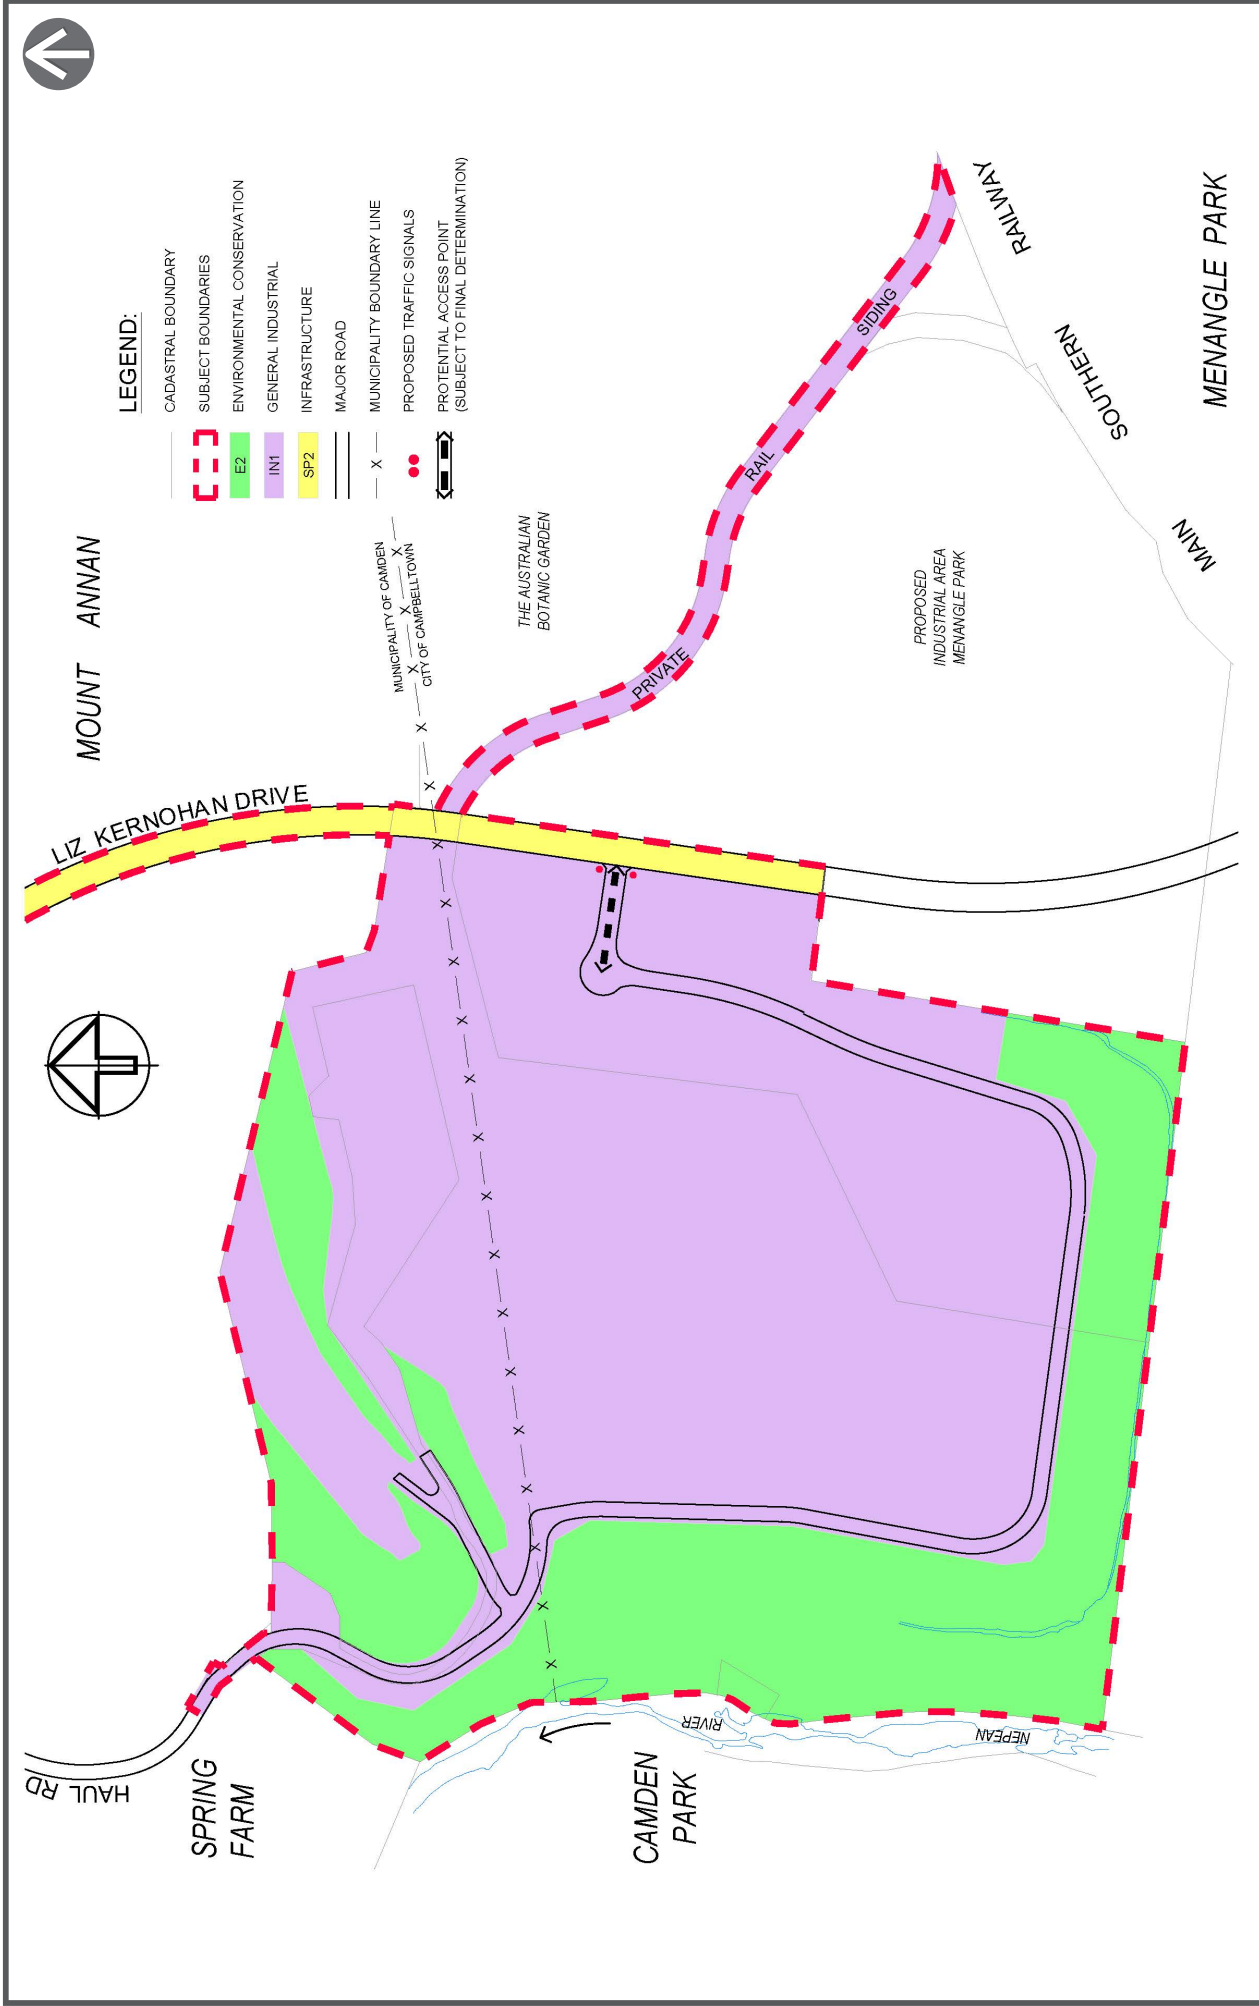 LEGEND:
CADASTRAL BOUNDARY
SUBJECT BOUNDARIES
E2 ENVIRONMENTAL CONSERVATION
IN1 GENERAL INDUSTRIAL
SP2 INFRASTRUCTURE
MAJOR ROAD
X MUNICIPALITY BOUNDARY LINE
PROPOSED TRAFFIC SIGNALS
PROTENTIAL ACCESS POINT
(SUBJECT TO FINAL DETERMINATION)
MOUNT ANNAN
LIZ KERNOHAN DRIVE
MUNICIPALITY OF CAMDEN
CITY OF CAMPBELLTOWN
THE AUSTRALIAN
BOTANIC GARDEN
PRIVATE RAIL SIDING
PROPOSED
INDUSTRIAL AREA
MENANGLE PARK
MAIN SOUTHERN RAILWAY
MENANGLE PARK
HAUL RD
SPRING
FARM
CAMDEN
PARK
NEPEAN RIVER